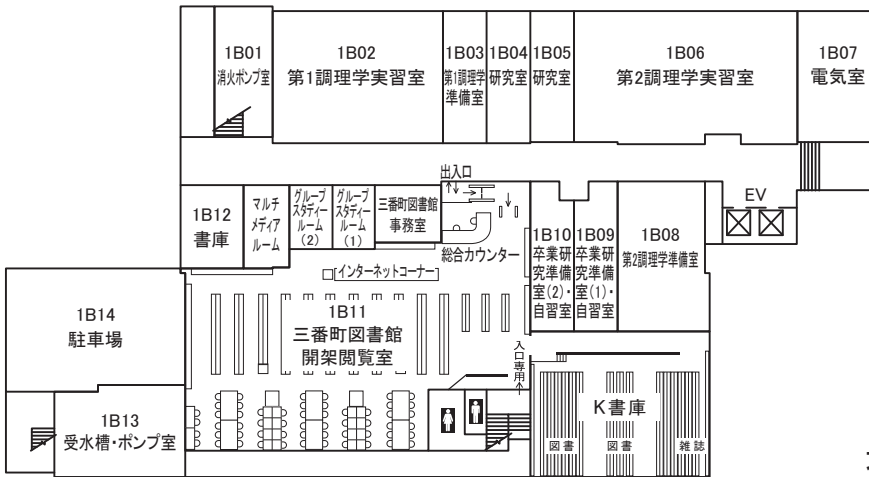 1B01
消火ポンプ室
1B02
第1調理学実習室
1B03
第1調理学
準備室
1B04
研究室
1B05
研究室
1B06
第2調理学実習室
1B07
電気室
出入口
EV
1B12
書庫
マルチ
メディア
ルーム
グループ
スタディー
ルーム
(2)
グループ
スタディー
ルーム
(1)
三番町図書館
事務室
総合カウンター
1B10
卒業研
究準備
室(2)・
自習室
1B09
卒業研
究準備
室(1)・
自習室
1B08
第2調理学準備室
インターネットコーナー
1B14
駐車場
1B11
三番町図書館
開架閲覧室
入口専用
K書庫
図書
図書
雑誌
1B13
受水槽・ポンプ室